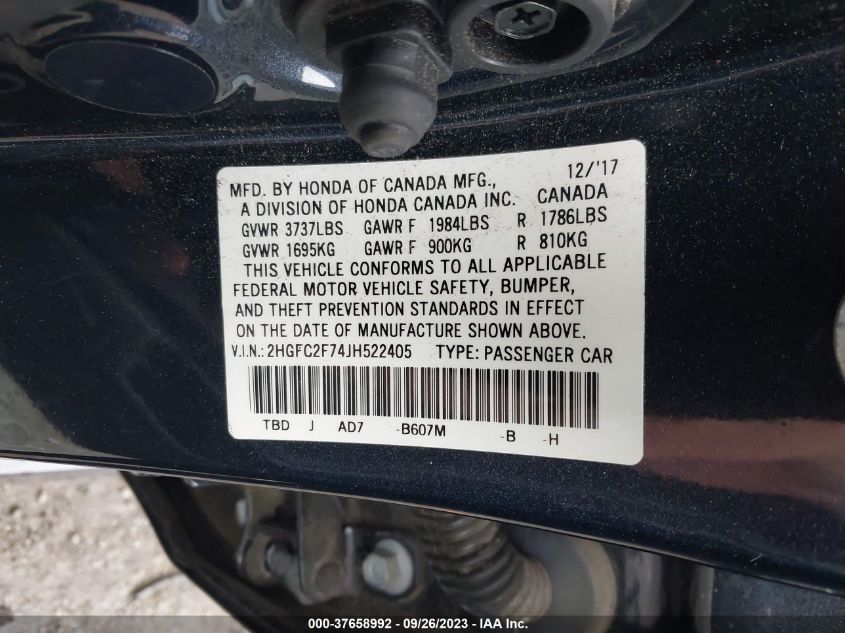 12/'17
MFD. BY HONDA OF CANADA MFG.,
A DIVISION OF HONDA CANADA INC. CANADA
GVWR 3737LBS GAWR F 1984LBS R 1786LBS
GVWR 1695KG GAWR F 900KG R 810KG
THIS VEHICLE CONFORMS TO ALL APPLICABLE
FEDERAL MOTOR VEHICLE SAFETY, BUMPER,
AND THEFT PREVENTION STANDARDS IN EFFECT
ON THE DATE OF MANUFACTURE SHOWN ABOVE.
V.I.N.: 2HGFC2F74JH522405 TYPE: PASSENGER CAR
TBD J AD7 -B607M -B -H
000-37658992 - 09/26/2023 - IAA Inc.